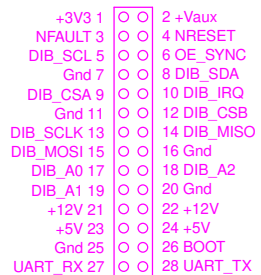 +3V3 1 2 +Vaux
NFAULT 3 4 NRESET
DIB_SCL 5 6 OE_SYNC
Gnd 7 8 DIB_SDA
DIB_CSA 9 10 DIB_IRQ
Gnd 11 12 DIB_CSB
DIB_SCLK 13 14 DIB_MISO
DIB_MOSI 15 16 Gnd
DIB_A0 17 18 DIB_A2
DIB_A1 19 20 Gnd
+12V 21 22 +12V
+5V 23 24 +5V
Gnd 25 26 BOOT
UART_RX 27 28 UART_TX